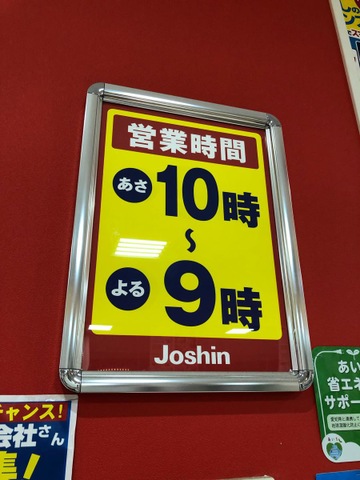 営業時間
あさ 10時
〜
よる 9時
Joshin
チャンス!
会社さん
集!
あい
省エネ
サポー